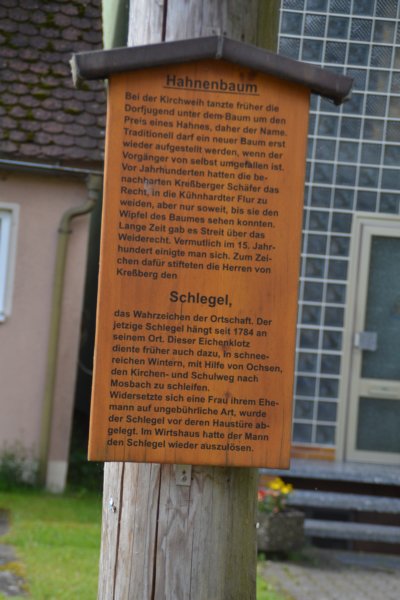 Hahnenbaum
Bei der Kirchweih tanzte früher die
Dorfjugend unter dem Baum um den
Preis eines Hahnes, daher der Name.
Traditionell darf ein neuer Baum erst
wieder aufgestellt werden, wenn der
Vorgänger von selbst umgefallen ist.
Vor Jahrhunderten hatten die be-
nachbarten Kreßberger Schäfer das
Recht, in die Kühnhardter Flur zu
weiden, aber nur soweit, bis sie den
Wipfel des Baumes sehen konnten.
Lange Zeit gab es Streit über das
Weiderecht. Vermutlich im 15. Jahr-
hundert einigte man sich. Zum Zei-
chen dafür stifteten die Herren von
Kreßberg den
Schlegel,
das Wahrzeichen der Ortschaft. Der
jetzige Schlegel hängt seit 1784 an
seinem Ort. Dieser Eichenklotz
diente früher auch dazu, in schnee-
reichen Wintern, mit Hilfe von Ochsen,
den Kirchen- und Schulweg nach
Mosbach zu schleifen.
Widersetzte sich eine Frau ihrem Ehe-
mann auf ungebührliche Art, wurde
der Schlegel vor deren Haustüre ab-
gelegt. Im Wirtshaus hatte der Mann
den Schlegel wieder auszulösen.